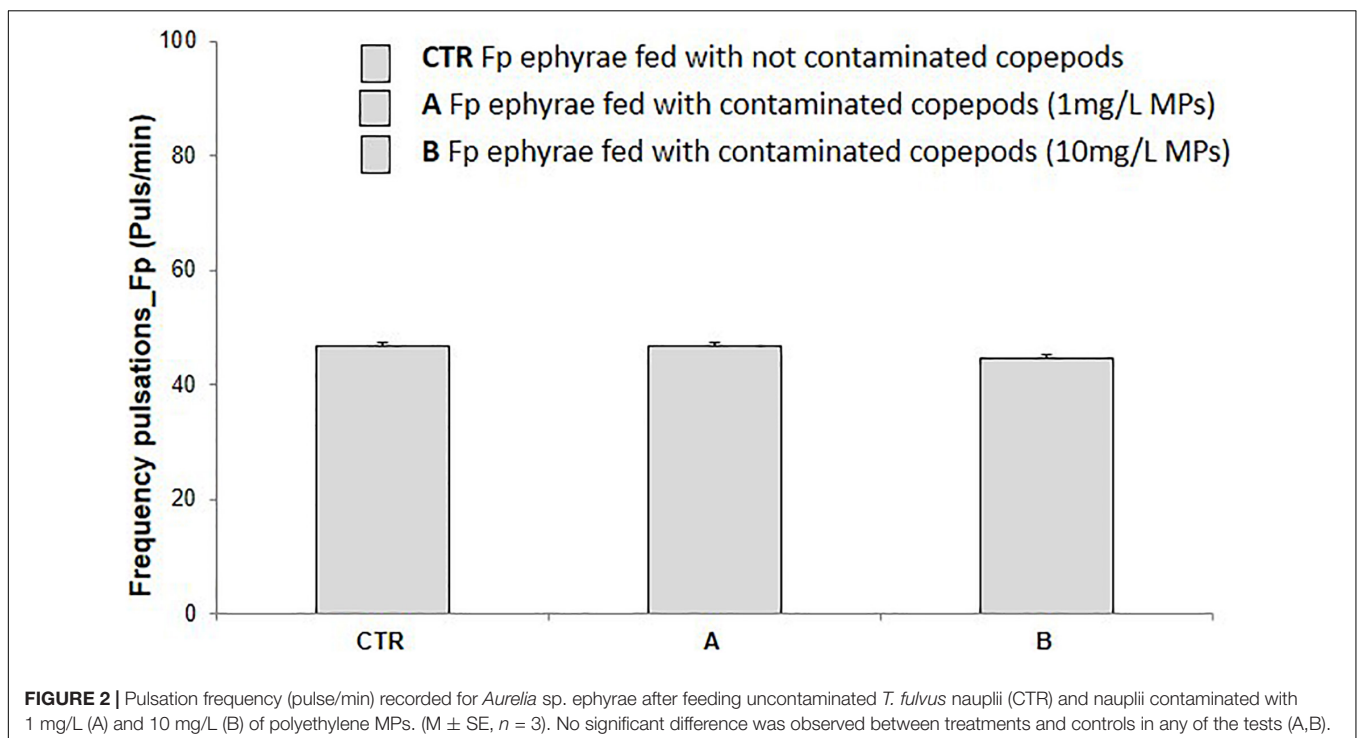 100
80
60
40
20
0
Frequency pulsations_Fp (Puls/min)
CTR Fp ephyrae fed with not contaminated copepods
A Fp ephyrae fed with contaminated copepods (1mg/L MPs)
B Fp ephyrae fed with contaminated copepods (10mg/L MPs)
CTR A B
FIGURE 2 | Pulsation frequency (pulse/min) recorded for Aurelia sp. ephyrae after feeding uncontaminated T. fulvus nauplii (CTR) and nauplii contaminated with
1 mg/L (A) and 10 mg/L (B) of polyethylene MPs. (M ± SE, n = 3). No significant difference was observed between treatments and controls in any of the tests (A,B).